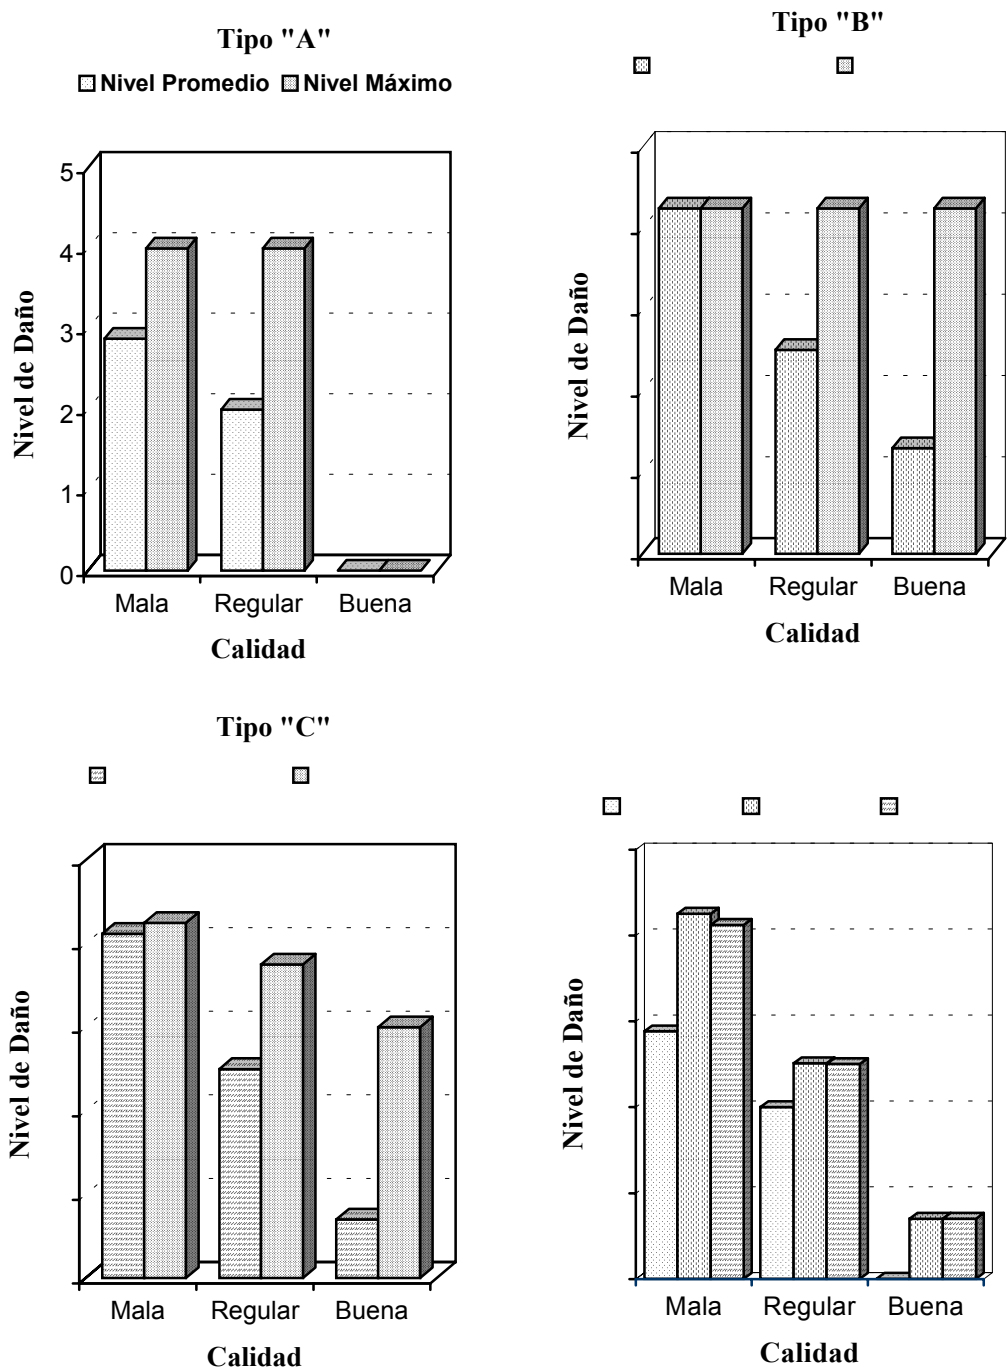 Tipo "A"
Nivel Promedio Nivel Máximo
Nivel de Daño
5
4
3
2
1
0
Mala Regular Buena
Calidad
Tipo "B"
Nivel de Daño
Mala Regular Buena
Calidad
Tipo "C"
Nivel de Daño
Mala Regular Buena
Calidad
Nivel de Daño
Mala Regular Buena
Calidad